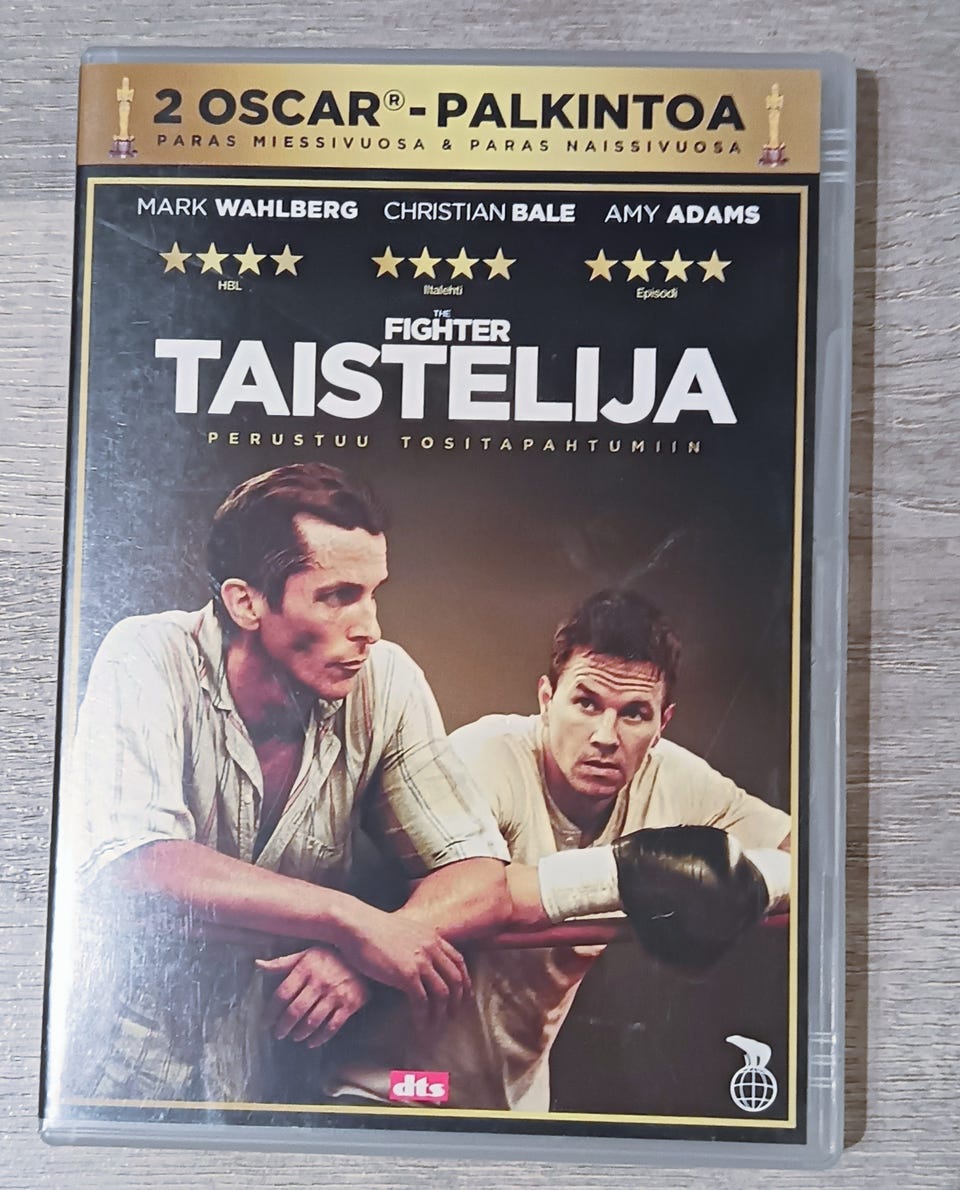 2 OSCAR®-PALKINTOA
PARAS MIESSIVUOSA & PARAS NAISSIVUOSA
MARK WAHLBERG CHRISTIAN BALE AMY ADAMS
HBL Iltalehti Episodi
THE
FIGHTER
TAISTELIJA
PERUSTUU TOSITAPAHTUMIIN
dts